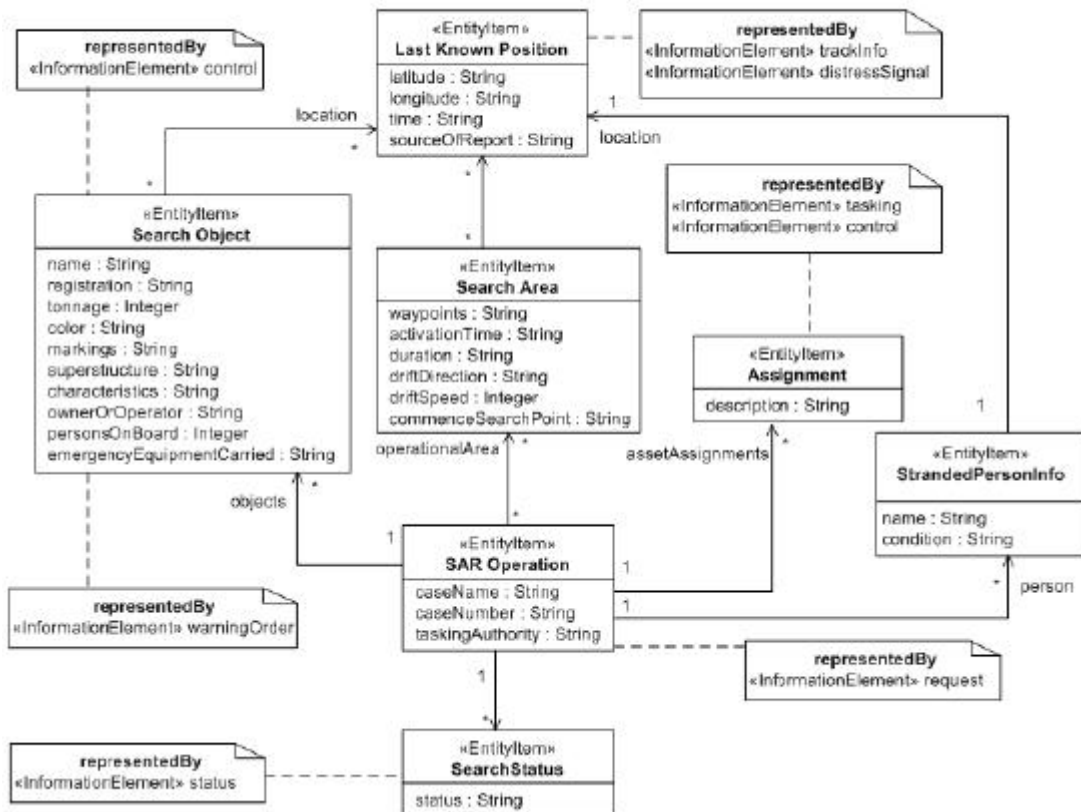 representedBy
«InformationElement» control
«EntityItem»
Last Known Position
latitude : String
longitude : String
time : String
sourceOfReport : String
representedBy
«InformationElement» trackInfo
«InformationElement» distressSignal
location
*
*
1
location
*
*
representedBy
«InformationElement» tasking
«InformationElement» control
«EntityItem»
Search Object
name : String
registration : String
tonnage : Integer
color : String
markings : String
superstructure : String
characteristics : String
ownerOrOperator : String
personsOnBoard : Integer
emergencyEquipmentCarried : String
«EntityItem»
Search Area
waypoints : String
activationTime : String
duration : String
driftDirection : String
driftSpeed : Integer
commenceSearchPoint : String
«EntityItem»
Assignment
description : String
1
«EntityItem»
StrandedPersonInfo
name : String
condition : String
operationalArea
*
*
assetAssignments
*
objects
*
1
«EntityItem»
SAR Operation
caseName : String
caseNumber : String
taskingAuthority : String
1
1
*
person
representedBy
«InformationElement» warningOrder
representedBy
«InformationElement» request
1
*
representedBy
«InformationElement» status
«EntityItem»
SearchStatus
status : String